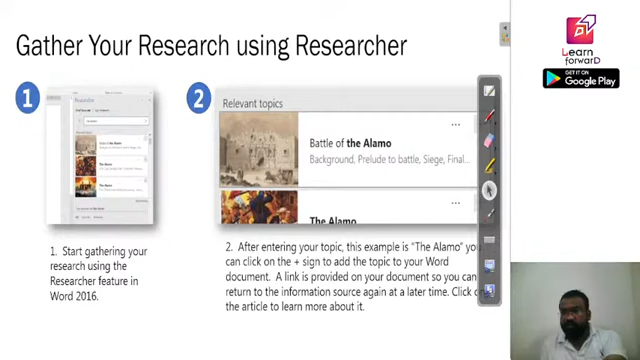 Gather Your Research using Researcher
Learn
forwarD
GET IT ON
Google Play
1
2
Researcher
Relevant topics
Battle of the Alamo
Background, Prelude to battle, Siege, Final...
The Alamo
1. Start gathering your
research using the
Researcher feature in
Word 2016.
2. After entering your topic, this example is "The Alamo" you
can click on the + sign to add the topic to your Word
document. A link is provided on your document so you can
return to the information source again at a later time. Click on
the article to learn more about it.